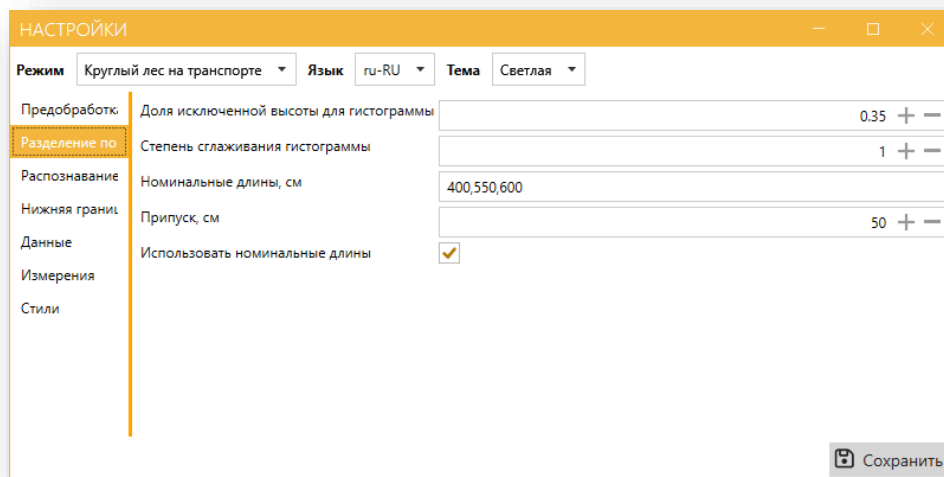 НАСТРОЙКИ
Режим Круглый лес на транспорте Язык ru-RU Тема Светлая
Предобработк
Разделение по
Распознавание
Нижняя границ
Данные
Измерения
Стили
Доля исключенной высоты для гистограммы 0.35
Степень сглаживания гистограммы 1
Номинальные длины, см 400,550,600
Припуск, см 50
Использовать номинальные длины
Сохранить